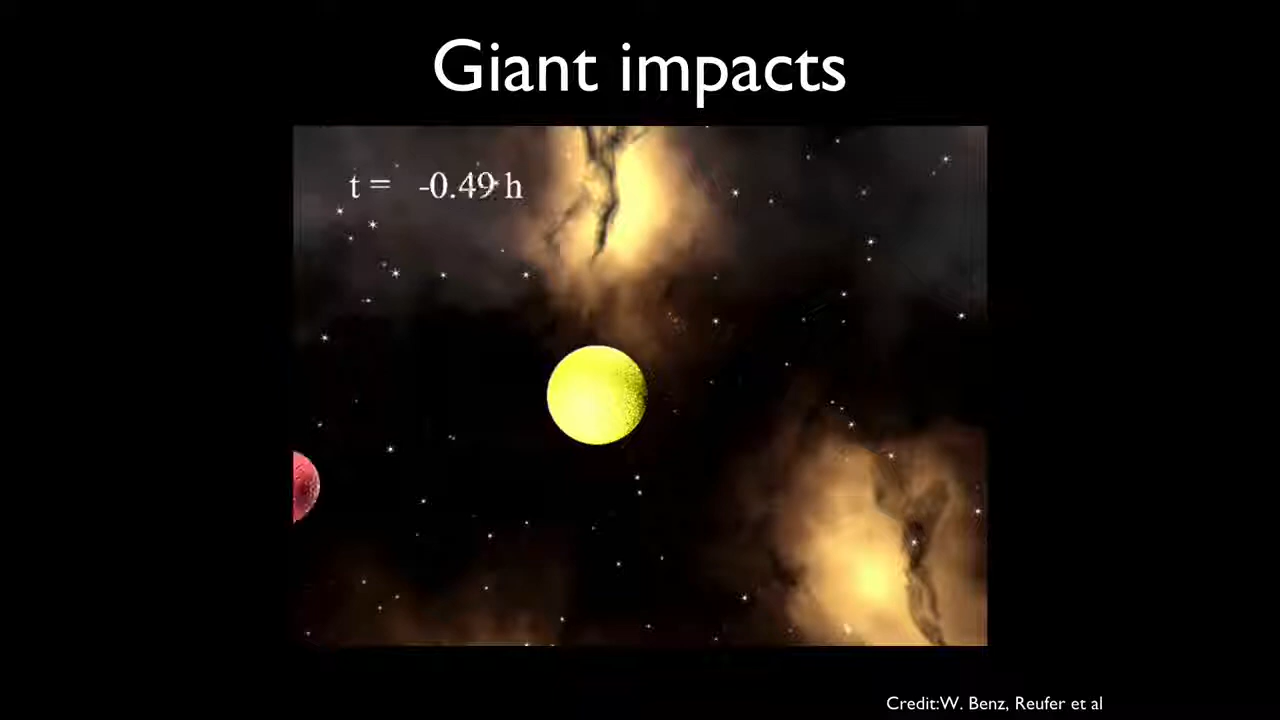 Giant impacts
t = -0.49 h
Credit:W. Benz, Reufer et al